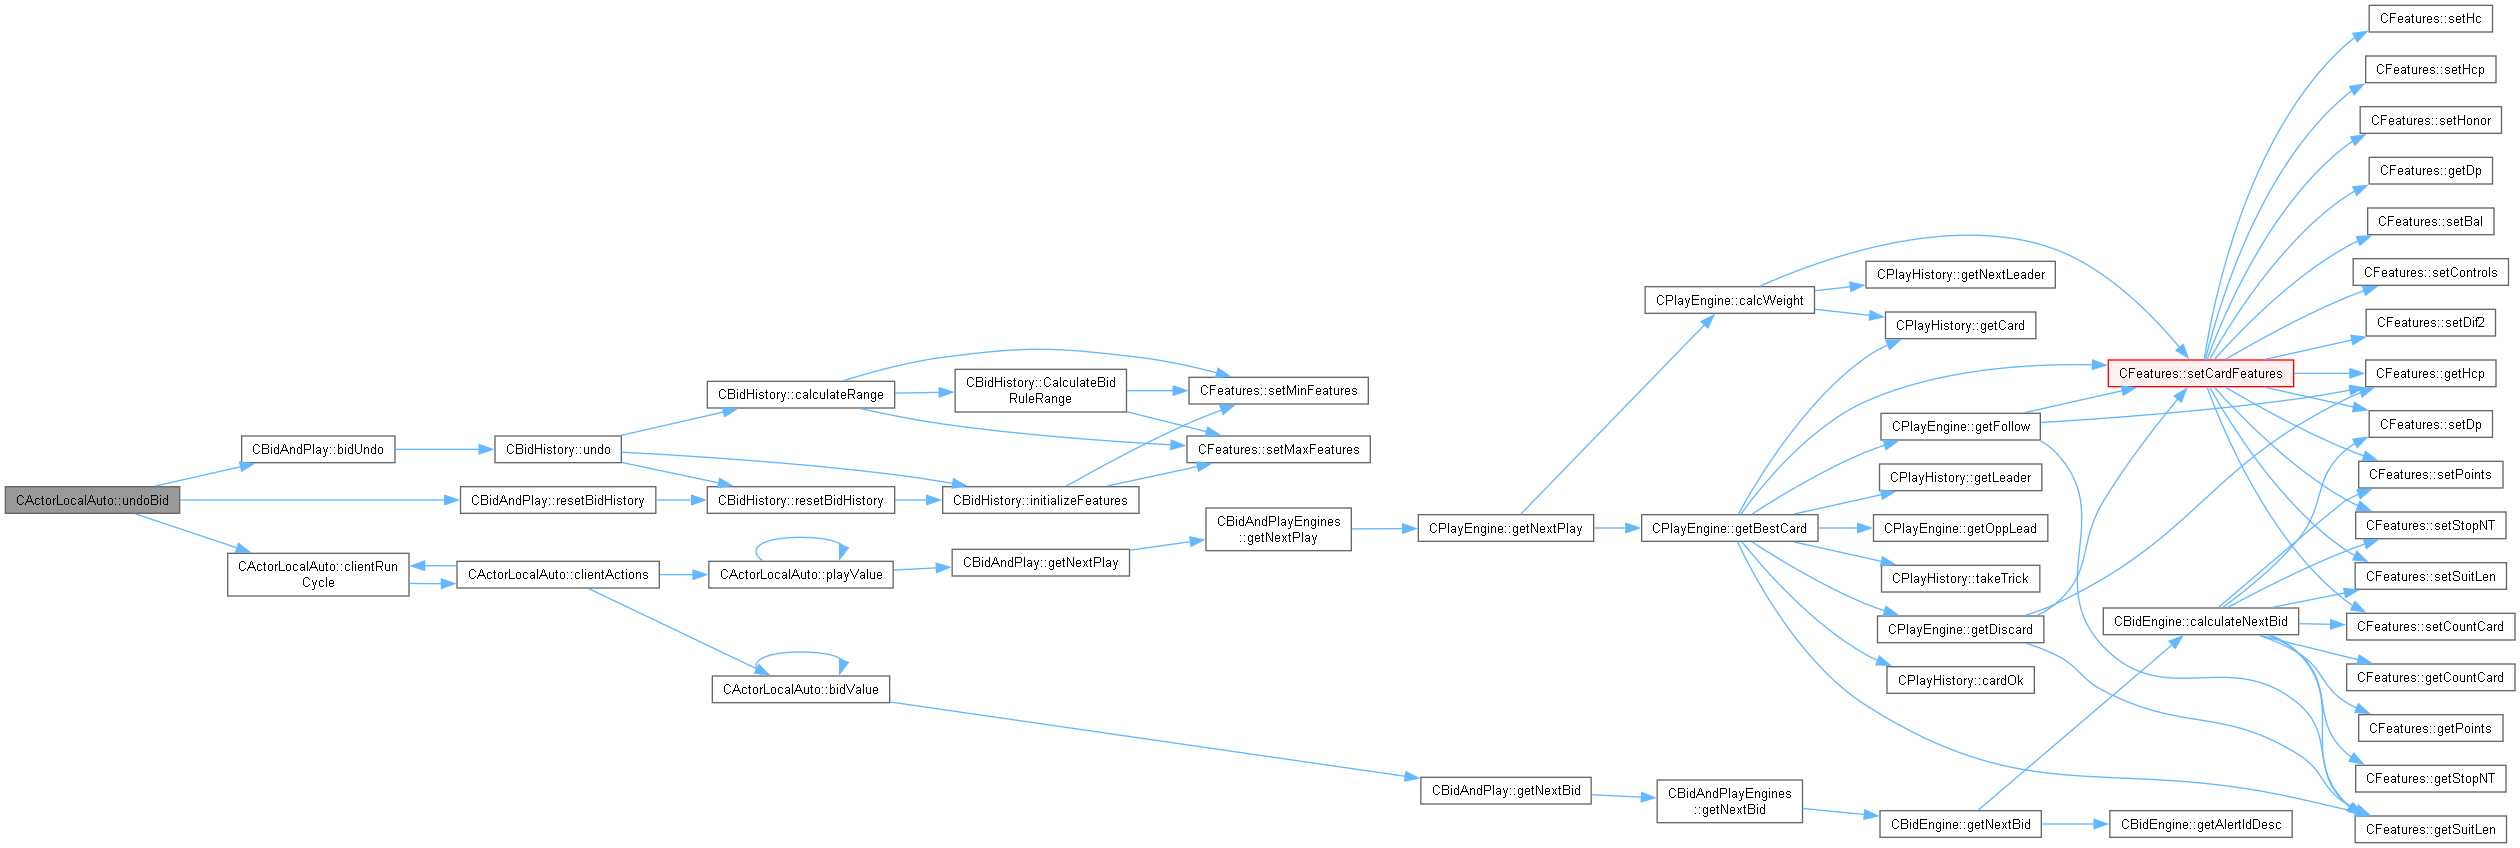 CActorLocalAuto::undoBid
CBidAndPlay::bidUndo
CBidAndPlay::resetBidHistory
CActorLocalAuto::clientRun
Cycle
CBidHistory::undo
CActorLocalAuto::clientActions
CBidHistory::calculateRange
CBidHistory::resetBidHistory
CActorLocalAuto::playValue
CActorLocalAuto::bidValue
CBidHistory::CalculateBid
RuleRange
CBidHistory::initializeFeatures
CBidAndPlay::getNextPlay
CFeatures::setMinFeatures
CFeatures::setMaxFeatures
CBidAndPlayEngines
::getNextPlay
CPlayEngine::getNextPlay
CBidAndPlay::getNextBid
CPlayEngine::calcWeight
CPlayEngine::getBestCard
CBidAndPlayEngines
::getNextBid
CPlayHistory::getNextLeader
CPlayHistory::getCard
CPlayEngine::getFollow
CPlayHistory::getLeader
CPlayEngine::getOppLead
CPlayHistory::takeTrick
CPlayEngine::getDiscard
CPlayHistory::cardOk
CBidEngine::getNextBid
CFeatures::setCardFeatures
CBidEngine::calculateNextBid
CBidEngine::getAlertIdDesc
CFeatures::setHc
CFeatures::setHcp
CFeatures::setHonor
CFeatures::getDp
CFeatures::setBal
CFeatures::setControls
CFeatures::setDif2
CFeatures::getHcp
CFeatures::setDp
CFeatures::setPoints
CFeatures::setStopNT
CFeatures::setSuitLen
CFeatures::setCountCard
CFeatures::getCountCard
CFeatures::getPoints
CFeatures::getStopNT
CFeatures::getSuitLen